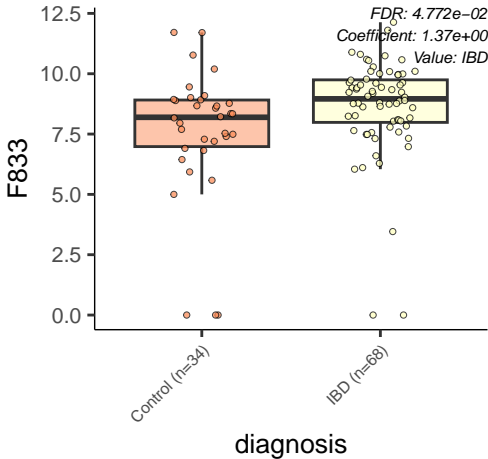 FDR: 4.772e−02
Coefficient: 1.37e+00
Value: IBD
12.5
10.0
7.5
5.0
2.5
0.0
F833
Control (n=34)
IBD (n=68)
diagnosis